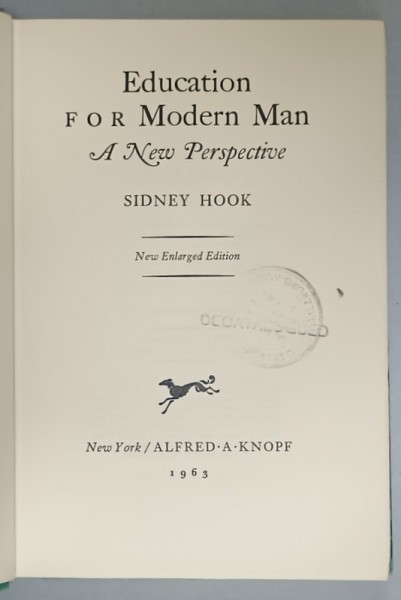 Education
FOR Modern Man
A New Perspective
SIDNEY HOOK
New Enlarged Edition
New York / ALFRED·A·KNOPF
1963